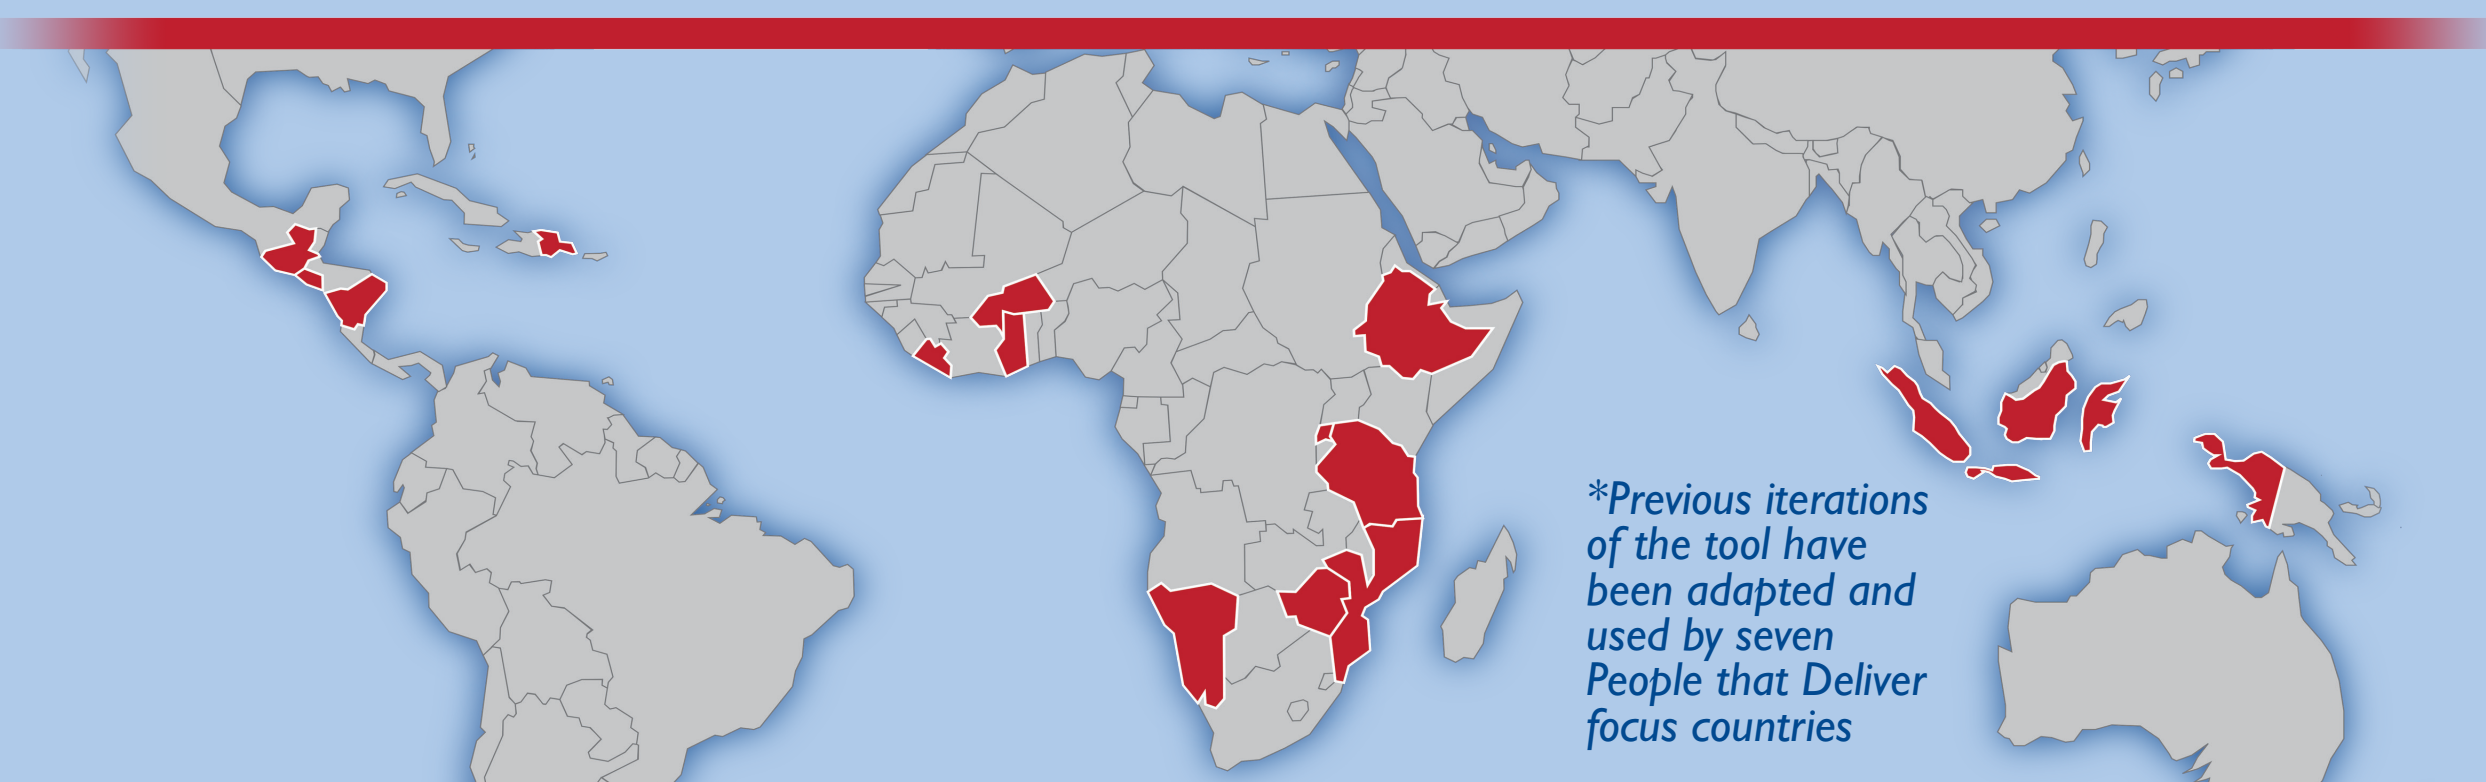 *Previous iterations
of the tool have
been adapted and
used by seven
People that Deliver
focus countries